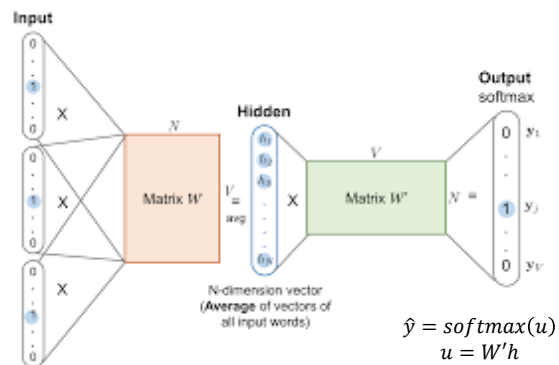 Input
0
1
0
0
1
0
0
1
0
X
X
X
N
Matrix W
V
=
avg
Hidden
h1
h2
h3
hN
N-dimension vector
(Average of vectors of
all input words)
X
V
Matrix W'
N =
Output
softmax
0
1
0
y1
yj
yV
ŷ = softmax(u)
u = W'h